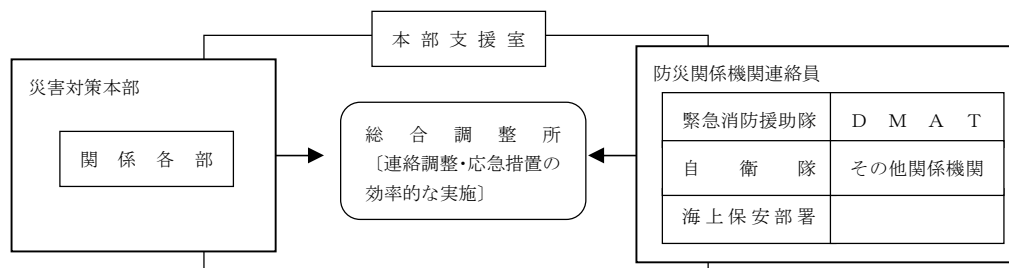 本部支援室
災害対策本部
関係各部
総合調整所
〔連絡調整・応急措置の
効率的な実施〕
防災関係機関連絡員
緊急消防援助隊 DMAT
自衛隊 その他関係機関
海上保安部署